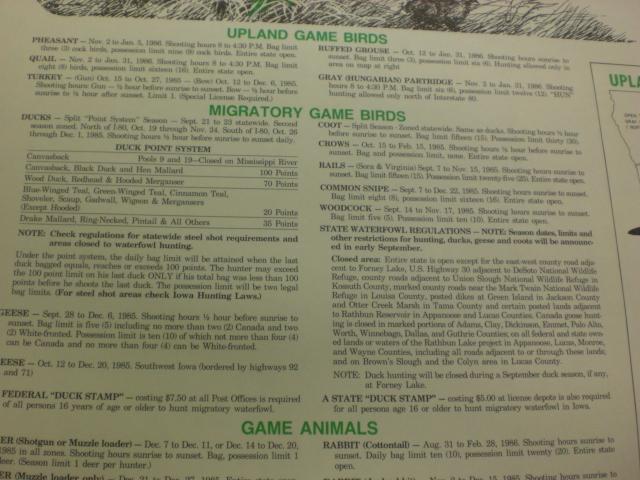 UPLAND GAME BIRDS
PHEASANT — Nov. 2 to Jan. 5, 1986. Shooting hours 8 to 4:30 P.M. Bag limit
three (3) cock birds, possession limit nine (9) cock birds. Entire state open.
QUAIL — Nov. 2 to Jan. 31, 1986. Shooting hours 8 to 4:30 P.M. Bag limit
eight (8) birds, possession limit sixteen (16). Entire state open.
TURKEY — (Gun) Oct. 15 to Oct. 27, 1985 — (Bow) Oct. 12 to Dec. 6, 1985.
Shooting hours: Gun — ½ hour before sunrise to sunset. Bow — ½ hour before
sunrise to ½ hour after sunset. Limit 1. (Special License Required.)
RUFFED GROUSE — Oct. 12 to Jan. 31, 1986. Shooting hours sunrise to
sunset. Bag limit three (3), possession limit six (6). Hunting allowed only in
area on map at right
GRAY (HUNGARIAN) PARTRIDGE — Nov. 2 to Jan. 31, 1986. Shooting
hours 8 to 4:30 P.M. Bag limit six (6), possession limit twelve (12). "HUN"
hunting allowed only north of Interstate 80.
UPLA
MIGRATORY GAME BIRDS
DUCKS — Split "Point System" Season — Sept. 21 to 23 statewide. Second
season, North of I-80, Oct. 19 through Nov. 24. South of I-80, Oct. 26
through Dec. 1, 1985. Shooting hours ½ hour before sunrise to sunset daily.
DUCK POINT SYSTEM
Canvasback Pools 9 and 19—Closed on Mississippi River
Canvasback, Black Duck and Hen Mallard 100 Points
Wood Duck, Redhead & Hooded Merganser 70 Points
Blue-Winged Teal, Green-Winged Teal, Cinnamon Teal,
Shoveler, Scaup, Gadwall, Wigeon & Mergansers
(Except Hooded) 20 Points
Drake Mallard, Ring-Necked, Pintail & All Others 35 Points
NOTE: Check regulations for statewide steel shot requirements and
areas closed to waterfowl hunting.
Under the point system, the daily bag limit will be attained when the last
duck bagged equals, reaches or exceeds 100 points. The hunter may exceed
the 100 point limit on his last duck ONLY if his total bag was less than 100
points before he shoots the last duck. The possession limit will be two legal
bag limits. (For steel shot areas check Iowa Hunting Laws.)
GEESE — Sept. 28 to Dec. 6, 1985. Shooting hours ½ hour before sunrise to
sunset. Bag limit is five (5) including no more than two (2) Canada and two
(2) White-fronted. Possession limit is ten (10) of which not more than four (4)
can be Canada and no more than four (4) can be White-fronted.
EESE — Oct. 12 to Dec. 20, 1985. Southwest Iowa (bordered by highways 92
and 71)
FEDERAL "DUCK STAMP" — costing $7.50 at all Post Offices is required
of all persons 16 years of age or older to hunt migratory waterfowl.
COOT — Split Season - Zoned statewide. Same as ducks. Shooting hours ½ hour
before sunrise to sunset. Bag limit fifteen (15). Possession limit thirty (30).
CROWS — Oct. 15 to Feb. 15, 1985. Shooting hours ½ hour before sunrise to
sunset. Bag and possession limit, none. Entire state open.
RAILS — (Sora & Virginia) Sept. 7 to Nov. 15, 1985. Shooting hours sunrise to
sunset. Bag limit fifteen (15). Possession limit twenty-five (25). Entire state open.
COMMON SNIPE — Sept. 7 to Dec. 22, 1985. Shooting hours sunrise to sunset.
Bag limit eight (8), possession limit sixteen (16). Entire state open.
WOODCOCK — Sept. 14 to Nov. 17, 1985. Shooting hours sunrise to sunset.
Bag limit five (5), Possession limit ten (10). Entire state open.
STATE WATERFOWL REGULATIONS — NOTE: Season dates, limits and
other restrictions for hunting, ducks, geese and coots will be announc-
ed in early September.
Closed area: Entire state is open except for the east-west county road adja-
cent to Forney Lake, U.S. Highway 30 adjacent to DeSoto National Wildlife
Refuge, county roads adjacent to Union Slough National Wildlife Refuge in
Kossuth County, marked county roads near the Mark Twain National Wildlife
Refuge in Louisa County, posted dikes at Green Island in Jackson County
and Otter Creek Marsh in Tama County and certain posted lands adjacent
to Rathbun Reservoir in Appanoose and Lucas Counties. Canada goose hunt-
ing is closed in marked portions of Adams, Clay, Dickinson, Emmet, Palo Alto,
Worth, Winnebago, Dallas, and Guthrie Counties; on all federal and state own-
ed lands or waters of the Rathbun Lake project in Appanoose, Lucas, Monroe,
and Wayne Counties, including all roads adjacent to or through these lands;
and on Brown's Slough and the Colyn area in Lucas County.
NOTE: Duck hunting will be closed during a September duck season, if any,
at Forney Lake.
A STATE "DUCK STAMP" — costing $5.00 at license depots is also required
for all persons age 16 or older to hunt migratory waterfowl in Iowa.
GAME ANIMALS
ER (Shotgun or Muzzle loader) — Dec. 7 to Dec. 11, or Dec. 14 to Dec. 20,
1985 in all zones. Shooting hours sunrise to sunset. Bag, possession limit 1
deer. (Season limit 1 deer per hunter.)
RABBIT (Cottontail) — Aug. 31 to Feb. 28, 1986. Shooting hours sunrise to
sunset. Daily bag limit ten (10), possession limit twenty (20). Entire state
open.